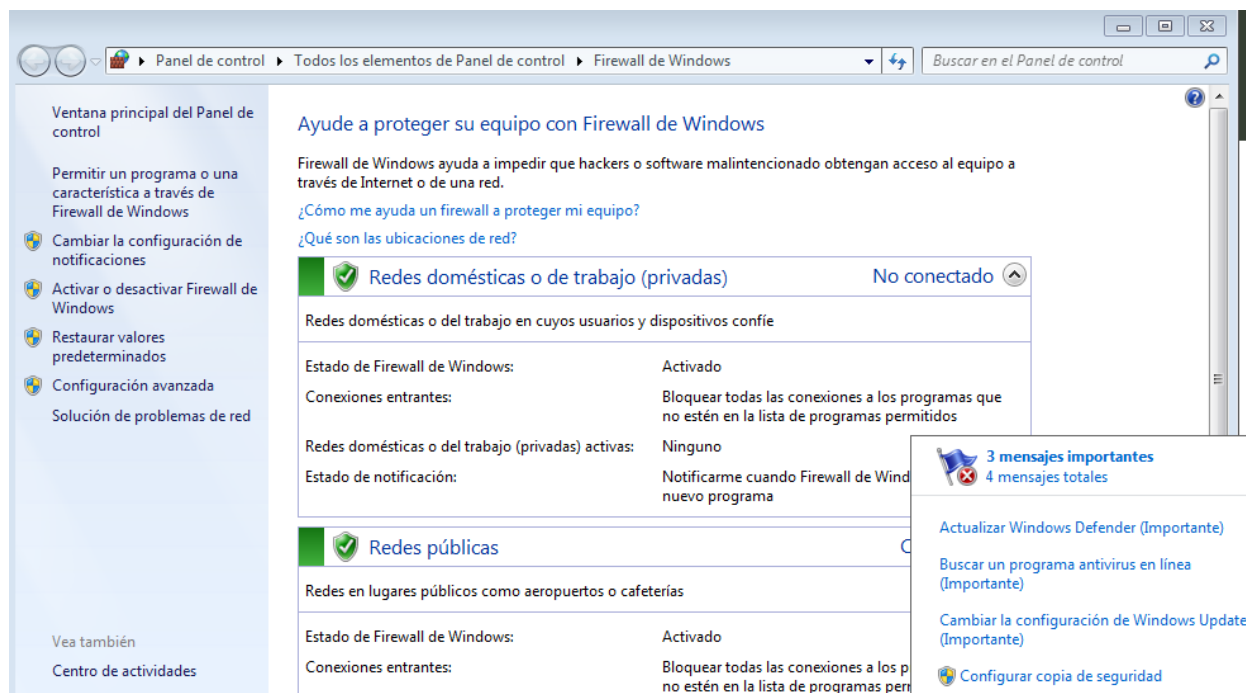 Panel de control ▸ Todos los elementos de Panel de control ▸ Firewall de Windows
Buscar en el Panel de control
Ventana principal del Panel de
control
Permitir un programa o una
característica a través de
Firewall de Windows
Cambiar la configuración de
notificaciones
Activar o desactivar Firewall de
Windows
Restaurar valores
predeterminados
Configuración avanzada
Solución de problemas de red
Vea también
Centro de actividades
Ayude a proteger su equipo con Firewall de Windows
Firewall de Windows ayuda a impedir que hackers o software malintencionado obtengan acceso al equipo a
través de Internet o de una red.
¿Cómo me ayuda un firewall a proteger mi equipo?
¿Qué son las ubicaciones de red?
Redes domésticas o de trabajo (privadas) No conectado
Redes domésticas o del trabajo en cuyos usuarios y dispositivos confíe
Estado de Firewall de Windows: Activado
Conexiones entrantes: Bloquear todas las conexiones a los programas que
no estén en la lista de programas permitidos
Redes domésticas o del trabajo (privadas) activas: Ninguno
Estado de notificación: Notificarme cuando Firewall de Wind
nuevo programa
Redes públicas C
Redes en lugares públicos como aeropuertos o cafeterías
Estado de Firewall de Windows: Activado
Conexiones entrantes: Bloquear todas las conexiones a los p
no estén en la lista de programas perr
3 mensajes importantes
4 mensajes totales
Actualizar Windows Defender (Importante)
Buscar un programa antivirus en línea
(Importante)
Cambiar la configuración de Windows Update
(Importante)
Configurar copia de seguridad